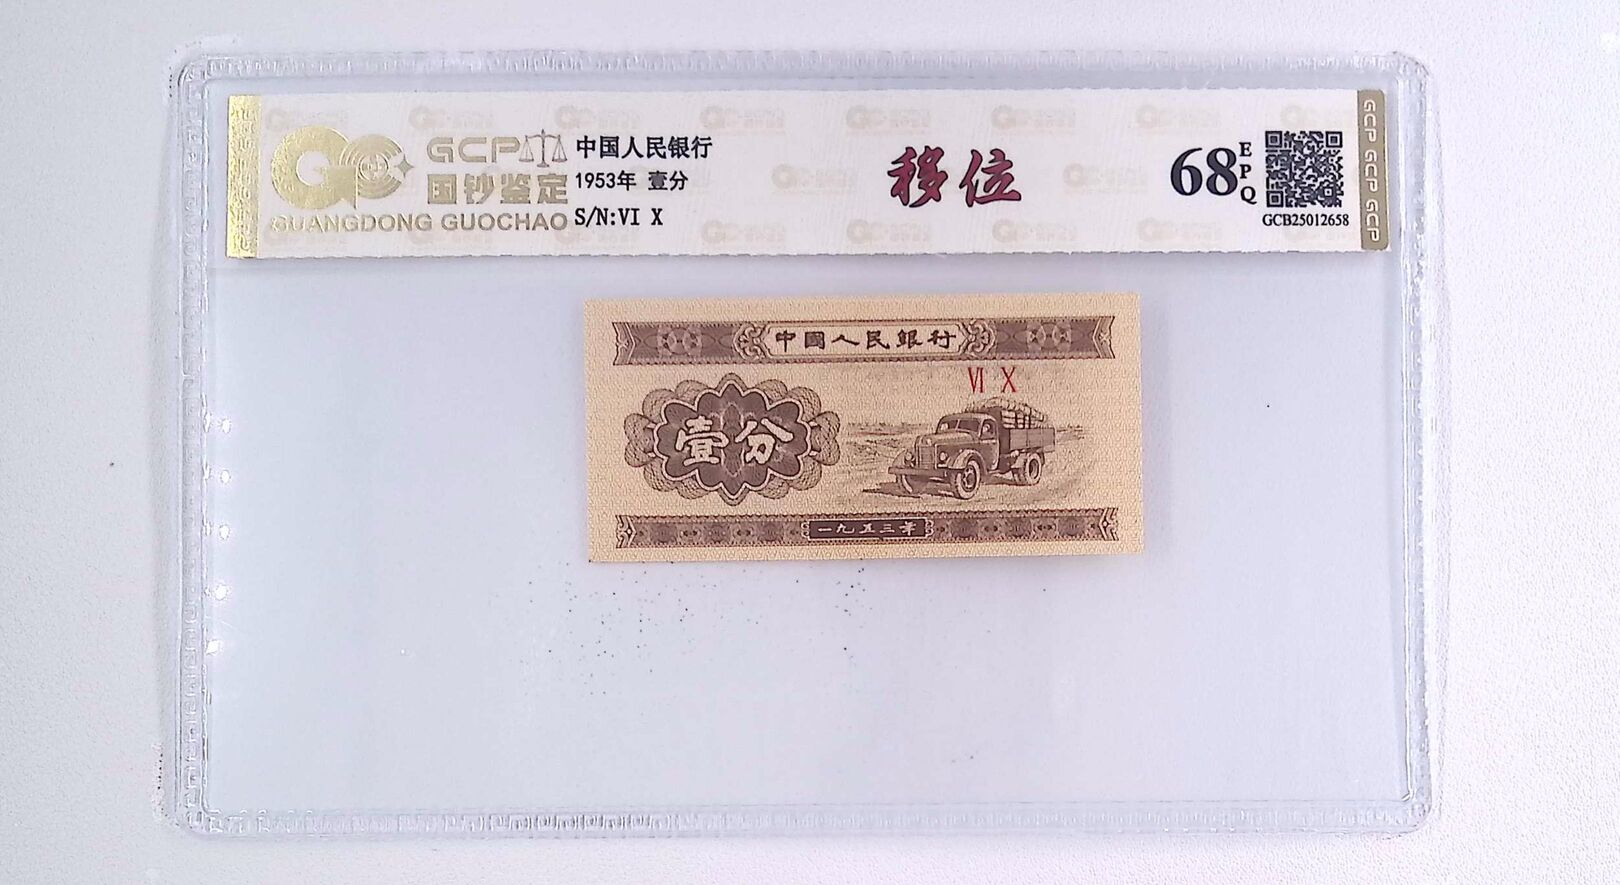 GCP
国钞鉴定
GUANGDONG GUOCHAO
中国人民银行
1953年 壹分
S/N:VI X
移位
68
EPQ
GCB25012658
GCP GCP GCP
中國人民銀行
VI X
壹分
一九五三年